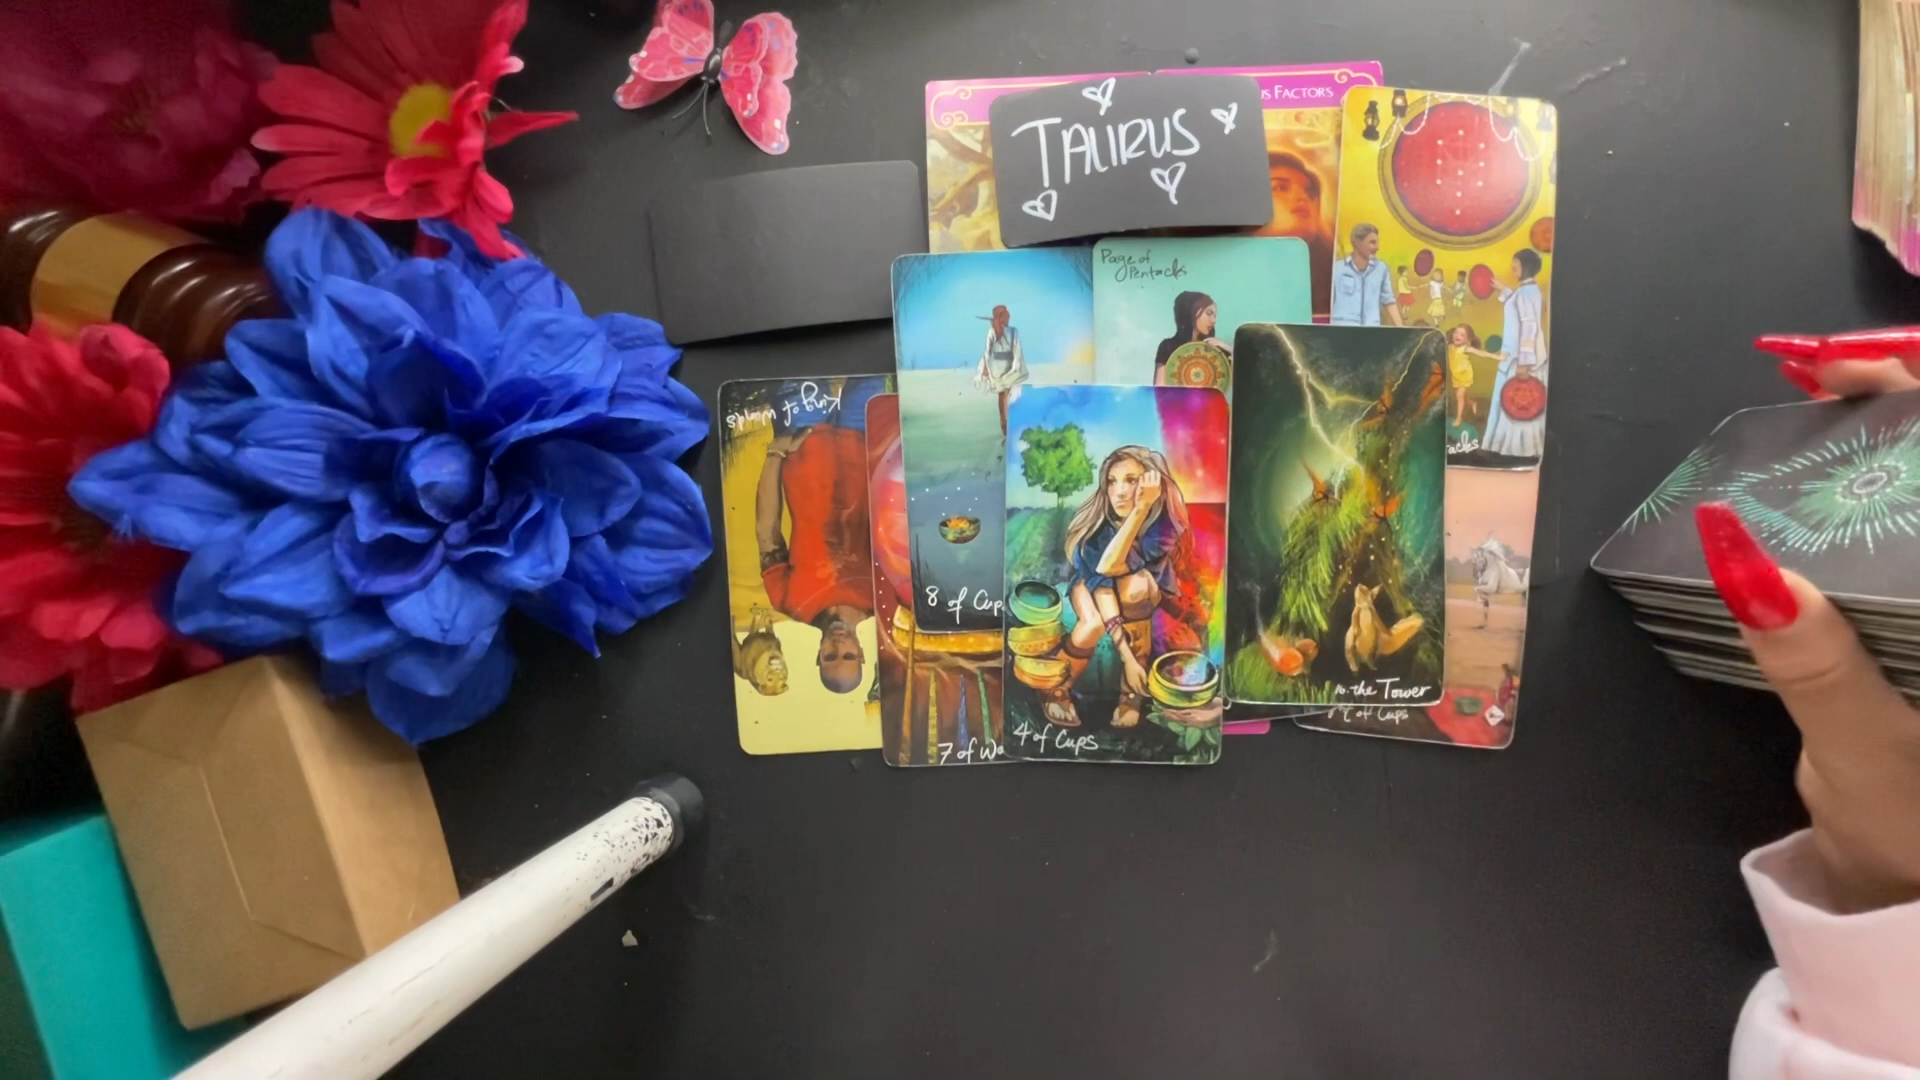 us Factors
TAURUS
Page of
Pentacles
King of Wands
acles
8 of Cup
16. the Tower
of Cups
7 of Wa
4 of Cups